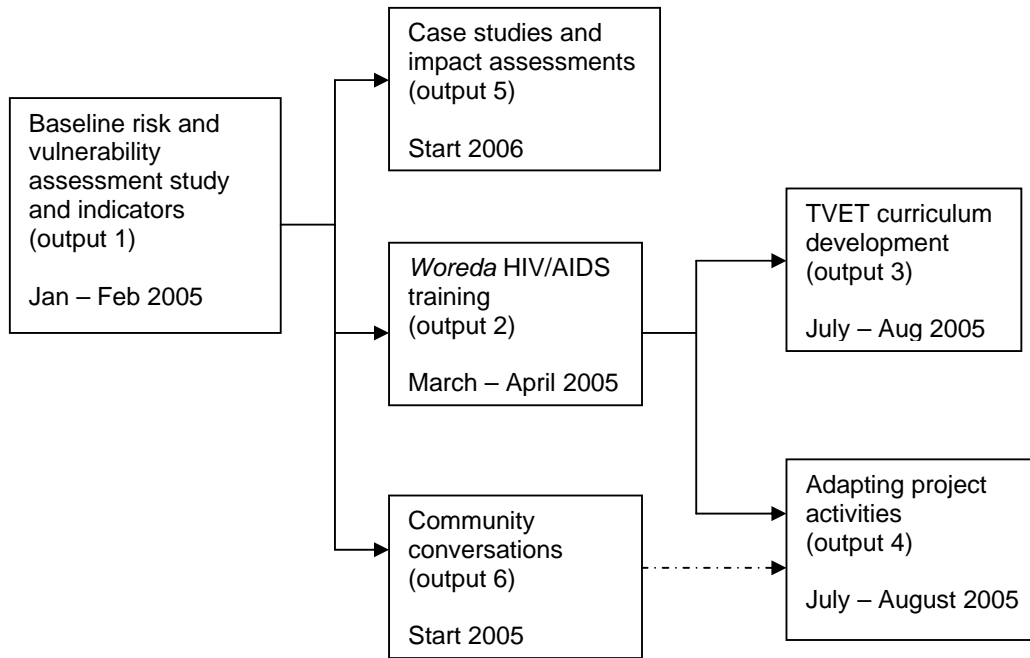 Baseline risk and
vulnerability
assessment study
and indicators
(output 1)
Jan – Feb 2005
Case studies and
impact assessments
(output 5)
Start 2006
Woreda HIV/AIDS
training
(output 2)
March – April 2005
Community
conversations
(output 6)
Start 2005
TVET curriculum
development
(output 3)
July – Aug 2005
Adapting project
activities
(output 4)
July – August 2005